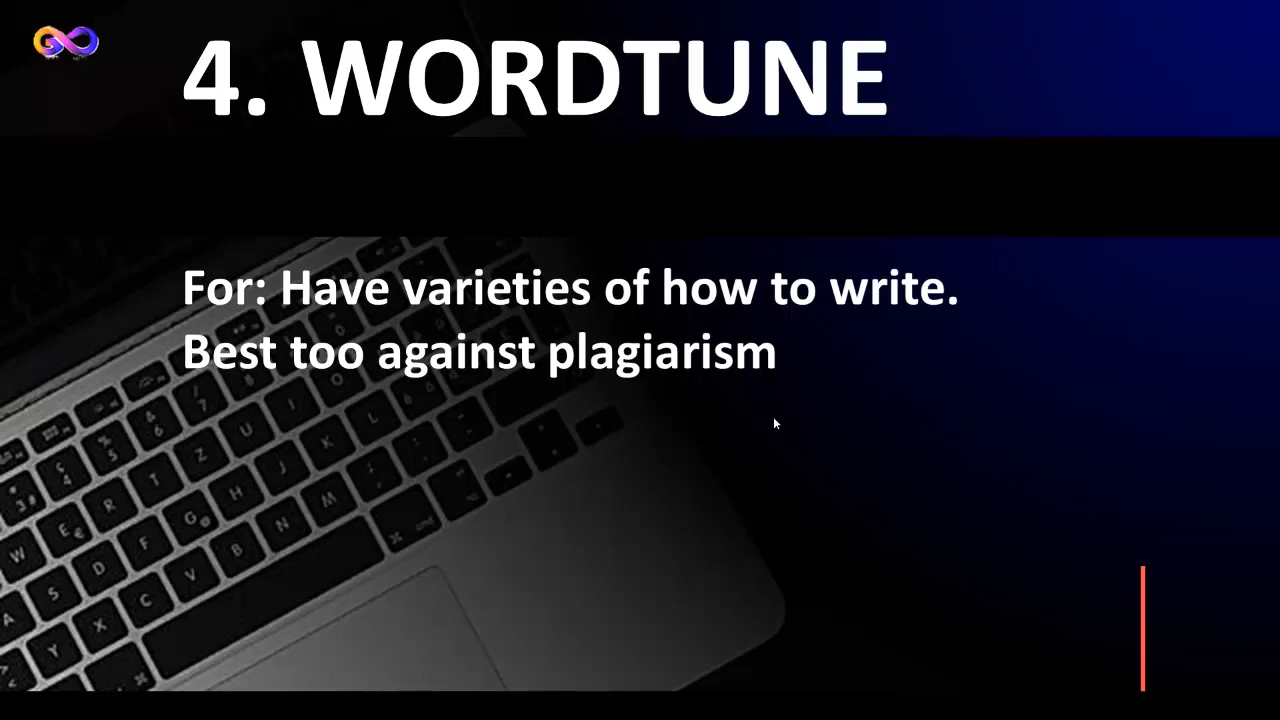 4. WORDTUNE
For: Have varieties of how to write.
Best too against plagiarism